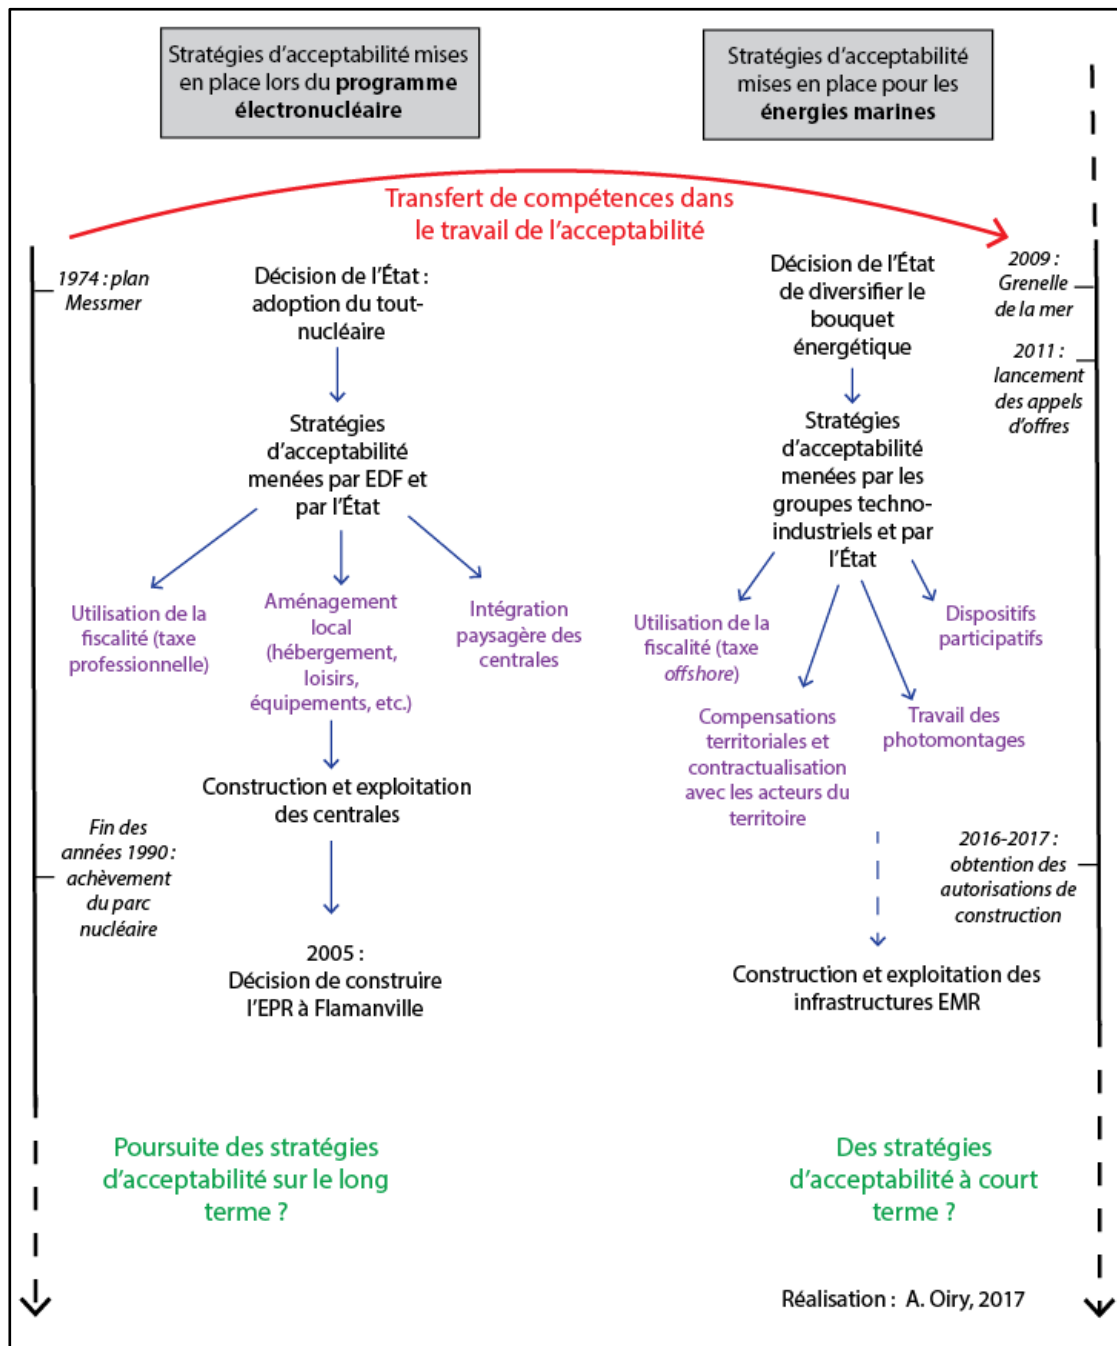 Stratégies d'acceptabilité mises
en place lors du programme
électronucléaire
Stratégies d'acceptabilité
mises en place pour les
énergies marines
Transfert de compétences dans
le travail de l'acceptabilité
1974 : plan
Messmer
Décision de l'État :
adoption du tout-
nucléaire
Stratégies
d'acceptabilité
menées par EDF et
par l'État
Utilisation de la
fiscalité (taxe
professionnelle)
Aménagement
local
(hébergement,
loisirs,
équipements, etc.)
Intégration
paysagère des
centrales
Construction et exploitation
des centrales
Fin des
années 1990 :
achèvement
du parc
nucléaire
2005 :
Décision de construire
l'EPR à Flamanville
Poursuite des stratégies
d'acceptabilité sur le long
terme ?
Décision de l'État
de diversifier le
bouquet
énergétique
2009 :
Grenelle
de la mer
2011 :
lancement
des appels
d'offres
Stratégies
d'acceptabilité
menées par les
groupes techno-
industriels et par
l'État
Utilisation de la
fiscalité (taxe
offshore)
Compensations
territoriales et
contractualisation
avec les acteurs du
territoire
Travail des
photomontages
Dispositifs
participatifs
2016-2017 :
obtention des
autorisations de
construction
Construction et exploitation des
infrastructures EMR
Des stratégies
d'acceptabilité à court
terme ?
Réalisation : A. Oiry, 2017